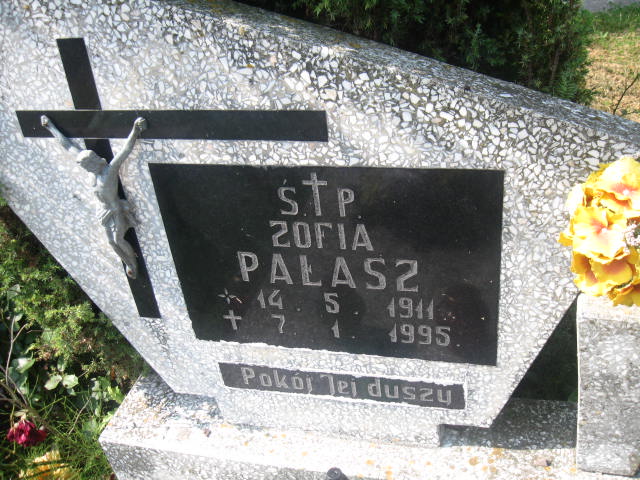 Ś.†P.
ZOFIA
PAŁASZ
* 14 5 1911
+ 7 1 1995
Pokój Jej duszy